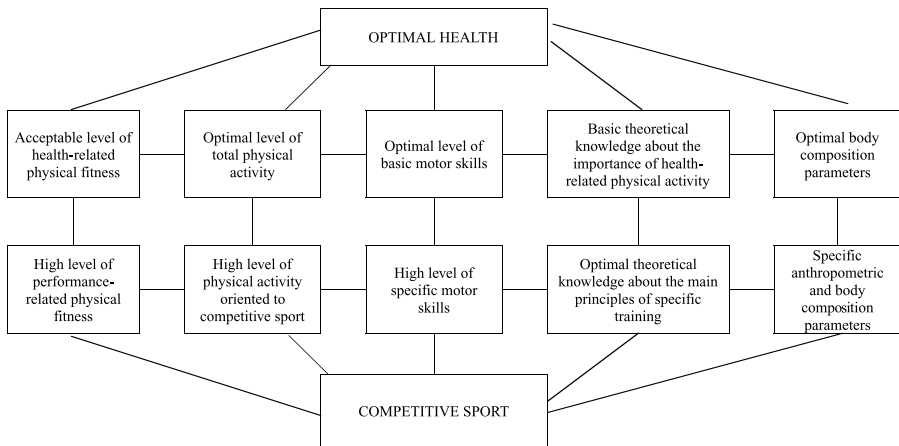 OPTIMAL HEALTH
Acceptable level of
health-related
physical fitness
Optimal level of
total physical
activity
Optimal level of
basic motor skills
Basic theoretical
knowledge about the
importance of health-
related physical activity
Optimal body
composition
parameters
High level of
performance-
related physical
fitness
High level of
physical activity
oriented to
competitive sport
High level of
specific motor
skills
Optimal theoretical
knowledge about the main
principles of specific
training
Specific
anthropometric
and body
composition
parameters
COMPETITIVE SPORT